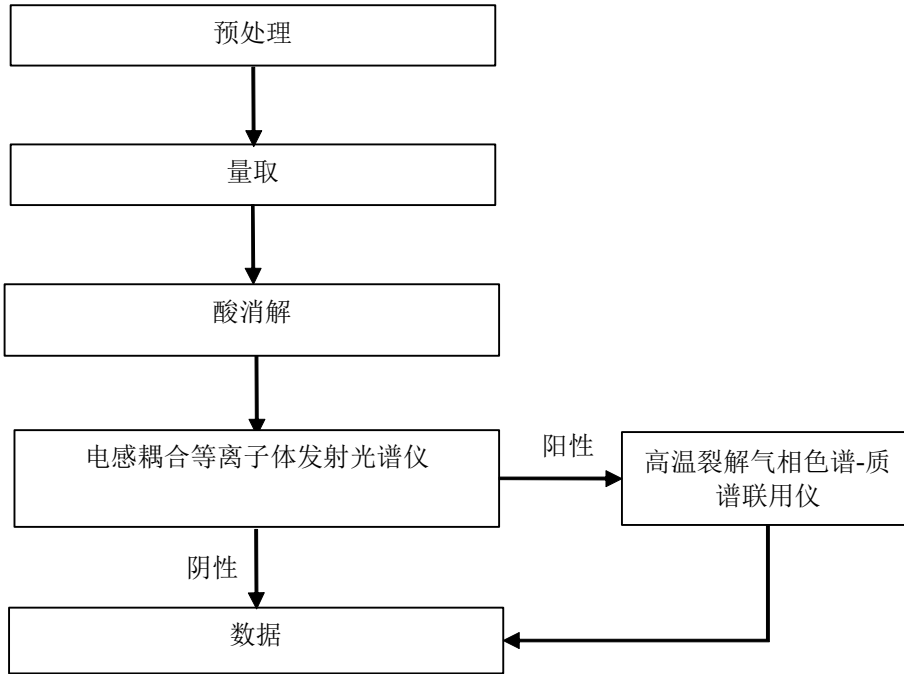 预处理
量取
酸消解
电感耦合等离子体发射光谱仪
阳性
高温裂解气相色谱-质
谱联用仪
阴性
数据